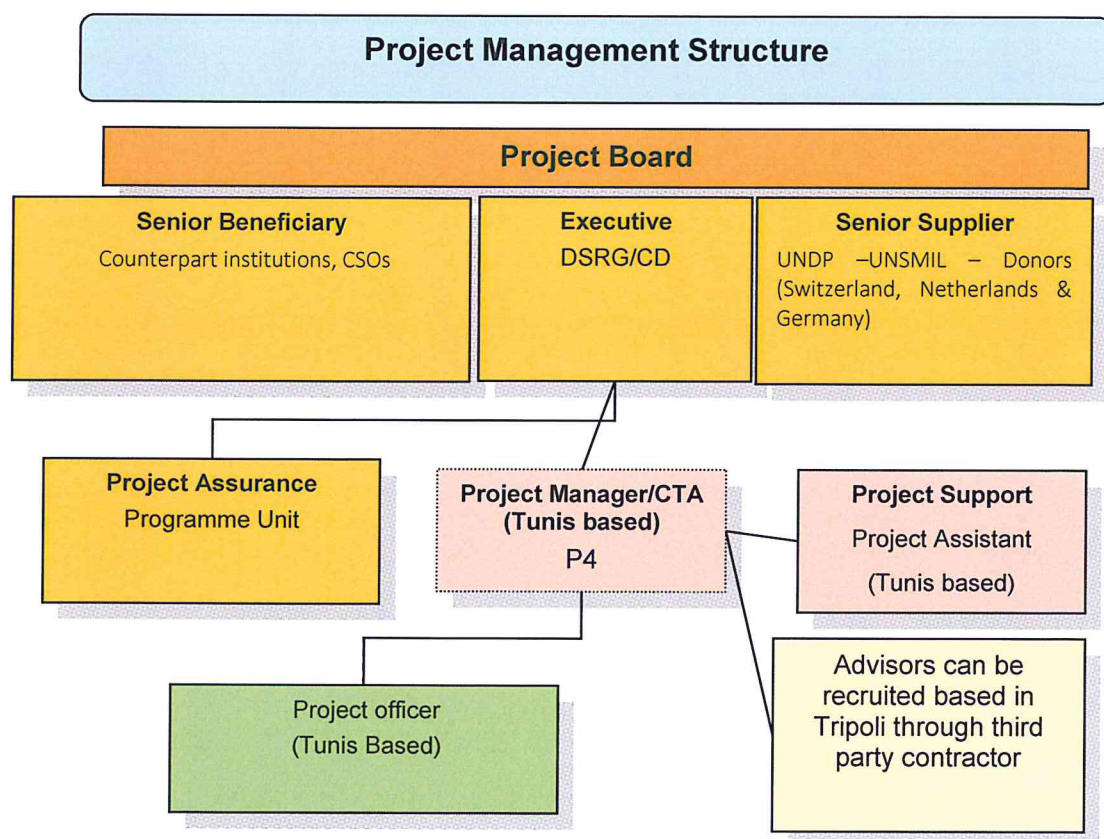 Project Management Structure
Project Board
Senior Beneficiary
Counterpart institutions, CSOs
Executive
DSRG/CD
Senior Supplier
UNDP –UNSMIL – Donors
(Switzerland, Netherlands &
Germany)
Project Assurance
Programme Unit
Project Manager/CTA
(Tunis based)
P4
Project Support
Project Assistant
(Tunis based)
Project officer
(Tunis Based)
Advisors can be
recruited based in
Tripoli through third
party contractor